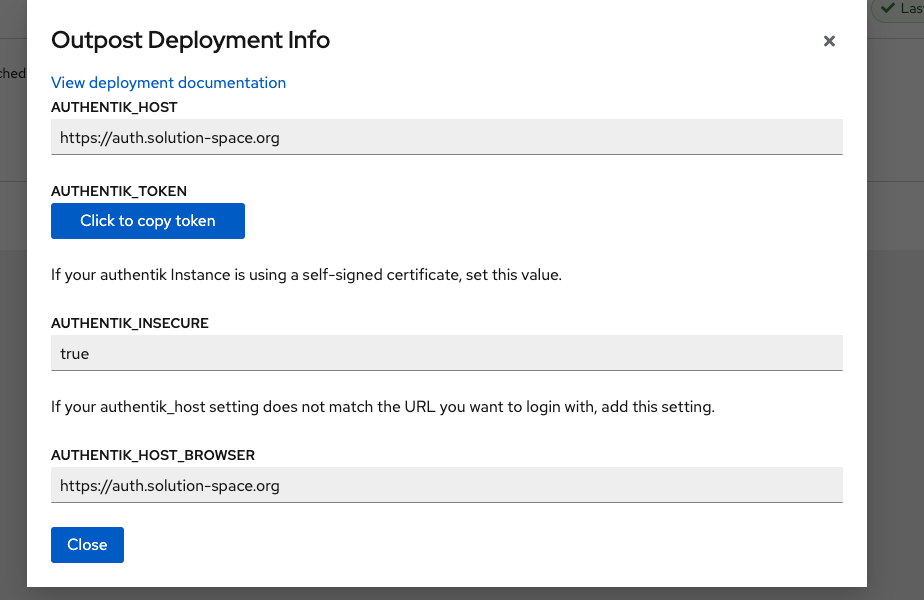 Outpost Deployment Info
Las
View deployment documentation
ched
AUTHENTIK_HOST
https://auth.solution-space.org
AUTHENTIK_TOKEN
Click to copy token
If your authentik Instance is using a self-signed certificate, set this value.
AUTHENTIK_INSECURE
true
If your authentik_host setting does not match the URL you want to login with, add this setting.
AUTHENTIK_HOST_BROWSER
https://auth.solution-space.org
Close